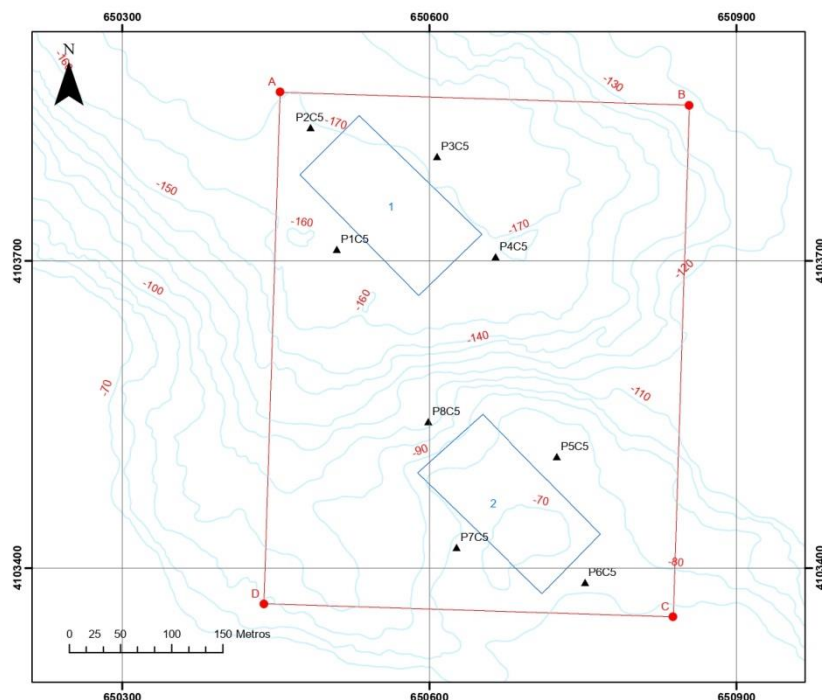 650300 650600 650900
N
-160
A
-130
B
P2C5
-170
P3C5
-150
1
-160
-170
P1C5
P4C5
4103700 4103700
-120
-100
-160
-140
-70
-110
P8C5
-90
P5C5
2
-70
P7C5
-80
4103400 4103400
P6C5
D
C
0 25 50 100 150 Metros
650300 650600 650900